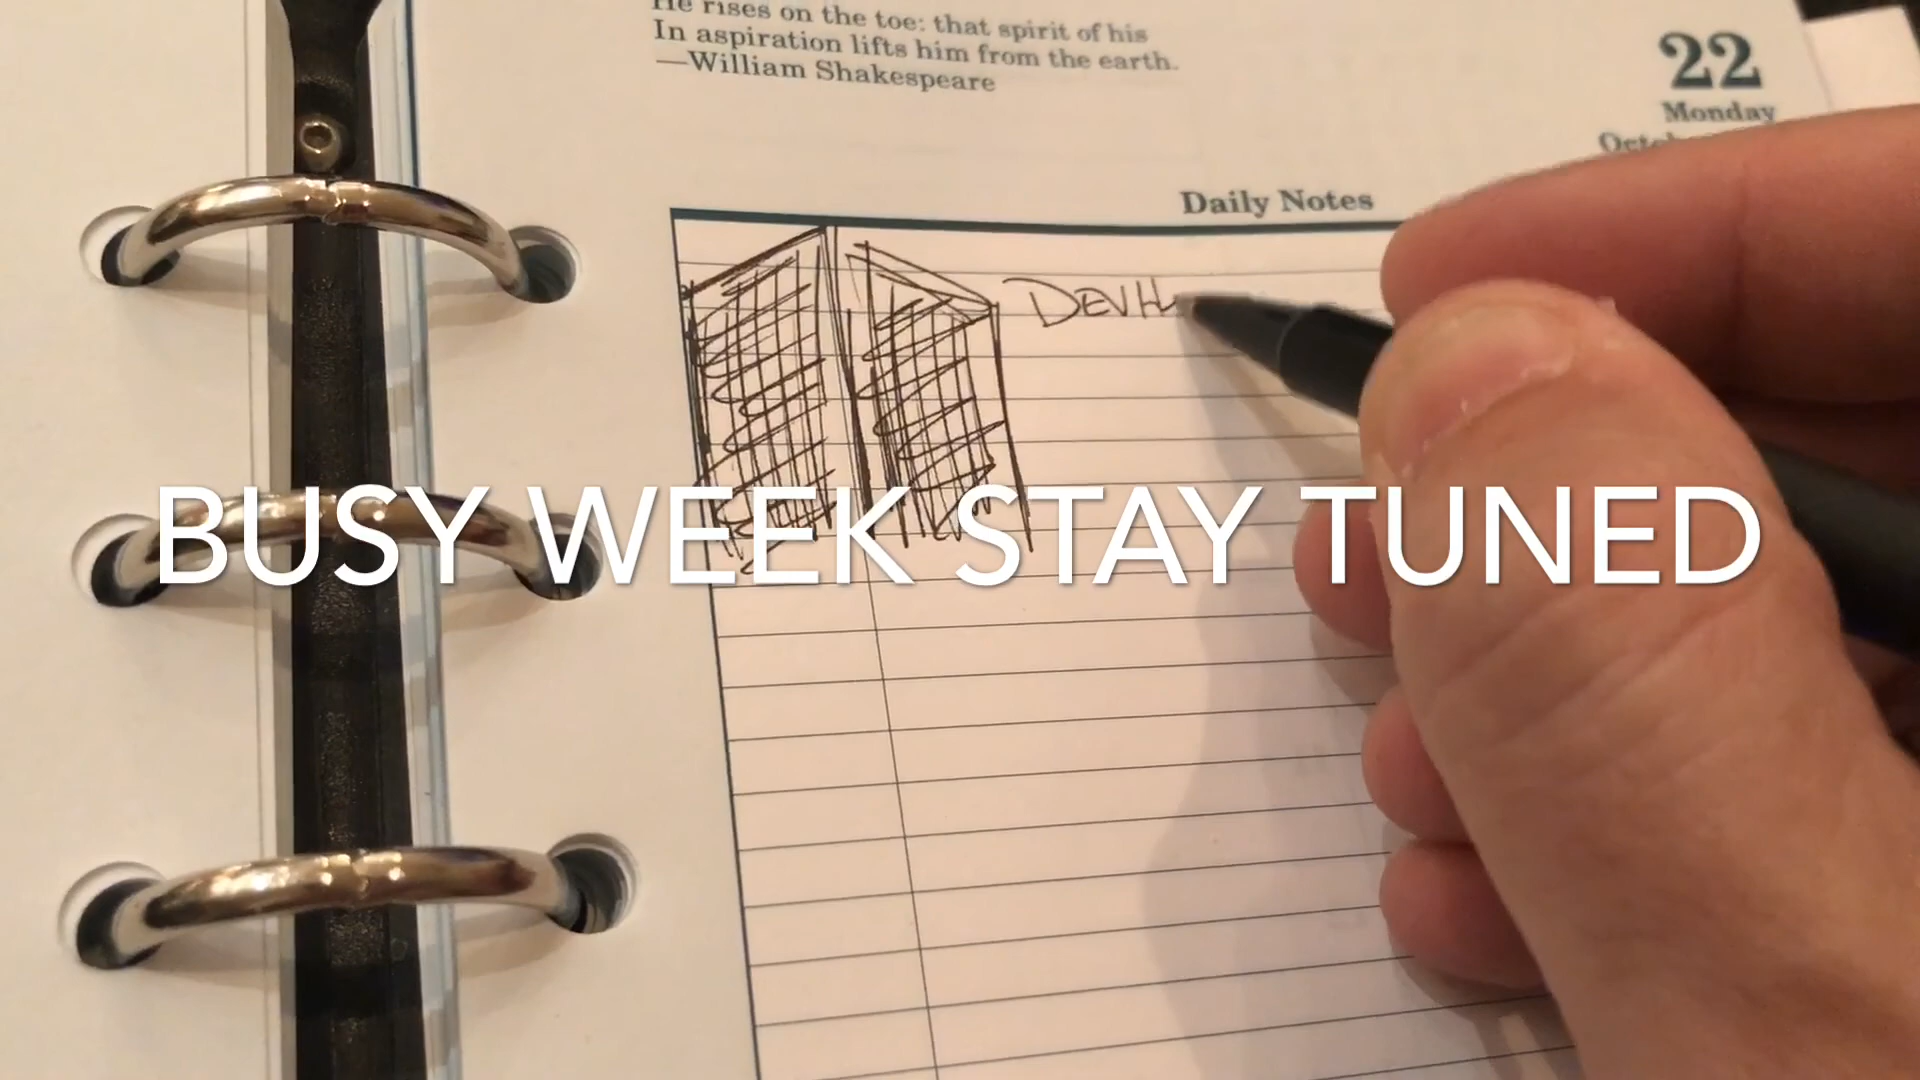 He rises on the toe: that spirit of his
In aspiration lifts him from the earth.
—William Shakespeare
22
Monday
Daily Notes
BUSY WEEK STAY TUNED